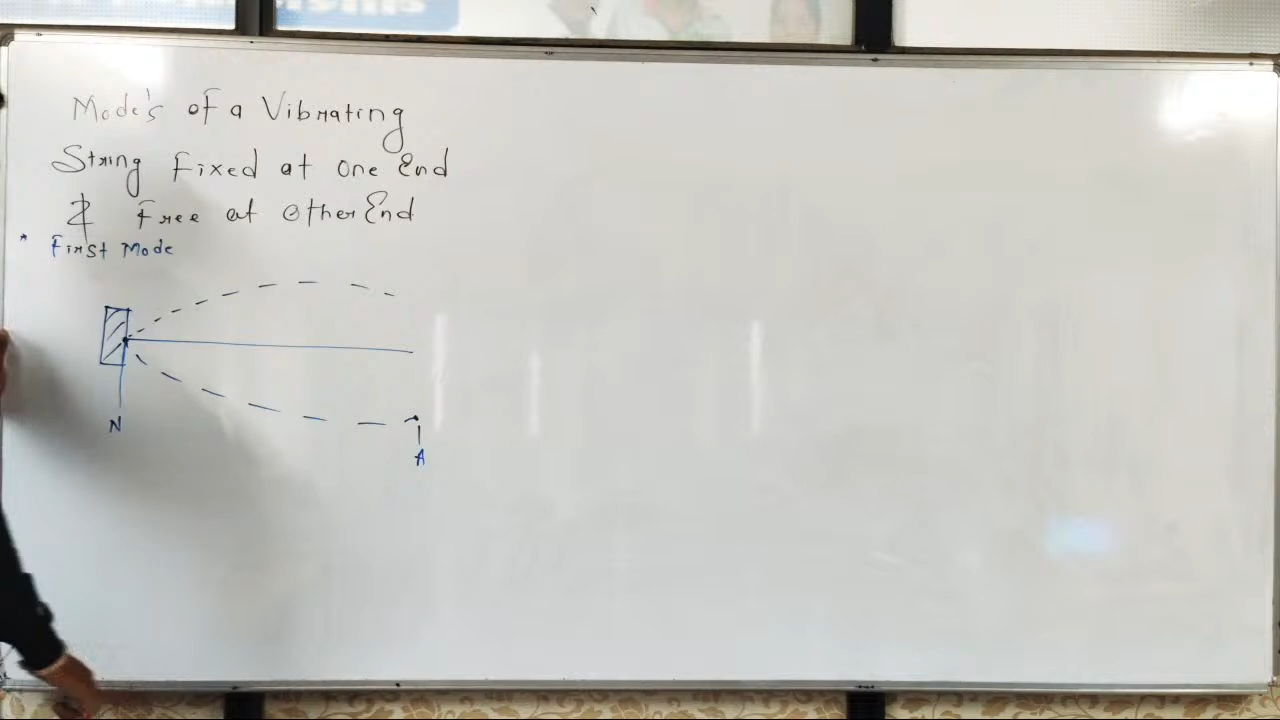 Mode's of a Vibrating
String Fixed at one End
& Free at other End
* First Mode
N
A